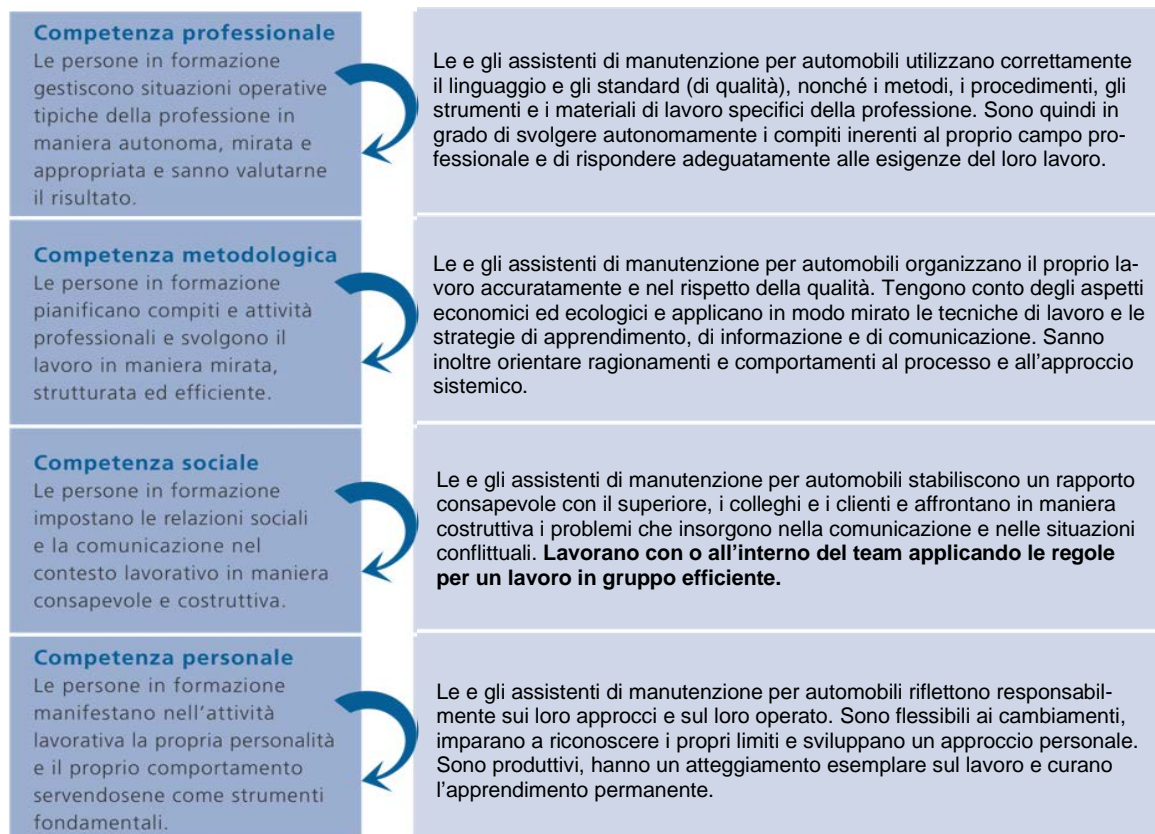 Competenza professionale
Le persone in formazione
gestiscono situazioni operative
tipiche della professione in
maniera autonoma, mirata e
appropriata e sanno valutarne
il risultato.
Le e gli assistenti di manutenzione per automobili utilizzano correttamente
il linguaggio e gli standard (di qualità), nonché i metodi, i procedimenti, gli
strumenti e i materiali di lavoro specifici della professione. Sono quindi in
grado di svolgere autonomamente i compiti inerenti al proprio campo pro-
fessionale e di rispondere adeguatamente alle esigenze del loro lavoro.
Competenza metodologica
Le persone in formazione
pianificano compiti e attività
professionali e svolgono il
lavoro in maniera mirata,
strutturata ed efficiente.
Le e gli assistenti di manutenzione per automobili organizzano il proprio la-
voro accuratamente e nel rispetto della qualità. Tengono conto degli aspetti
economici ed ecologici e applicano in modo mirato le tecniche di lavoro e le
strategie di apprendimento, di informazione e di comunicazione. Sanno
inoltre orientare ragionamenti e comportamenti al processo e all'approccio
sistemico.
Competenza sociale
Le persone in formazione
impostano le relazioni sociali
e la comunicazione nel
contesto lavorativo in maniera
consapevole e costruttiva.
Le e gli assistenti di manutenzione per automobili stabiliscono un rapporto
consapevole con il superiore, i colleghi e i clienti e affrontano in maniera
costruttiva i problemi che insorgono nella comunicazione e nelle situazioni
conflittuali. Lavorano con o all'interno del team applicando le regole
per un lavoro in gruppo efficiente.
Competenza personale
Le persone in formazione
manifestano nell'attività
lavorativa la propria personalità
e il proprio comportamento
servendosene come strumenti
fondamentali.
Le e gli assistenti di manutenzione per automobili riflettono responsabil-
mente sui loro approcci e sul loro operato. Sono flessibili ai cambiamenti,
imparano a riconoscere i propri limiti e sviluppano un approccio personale.
Sono produttivi, hanno un atteggiamento esemplare sul lavoro e curano
l'apprendimento permanente.